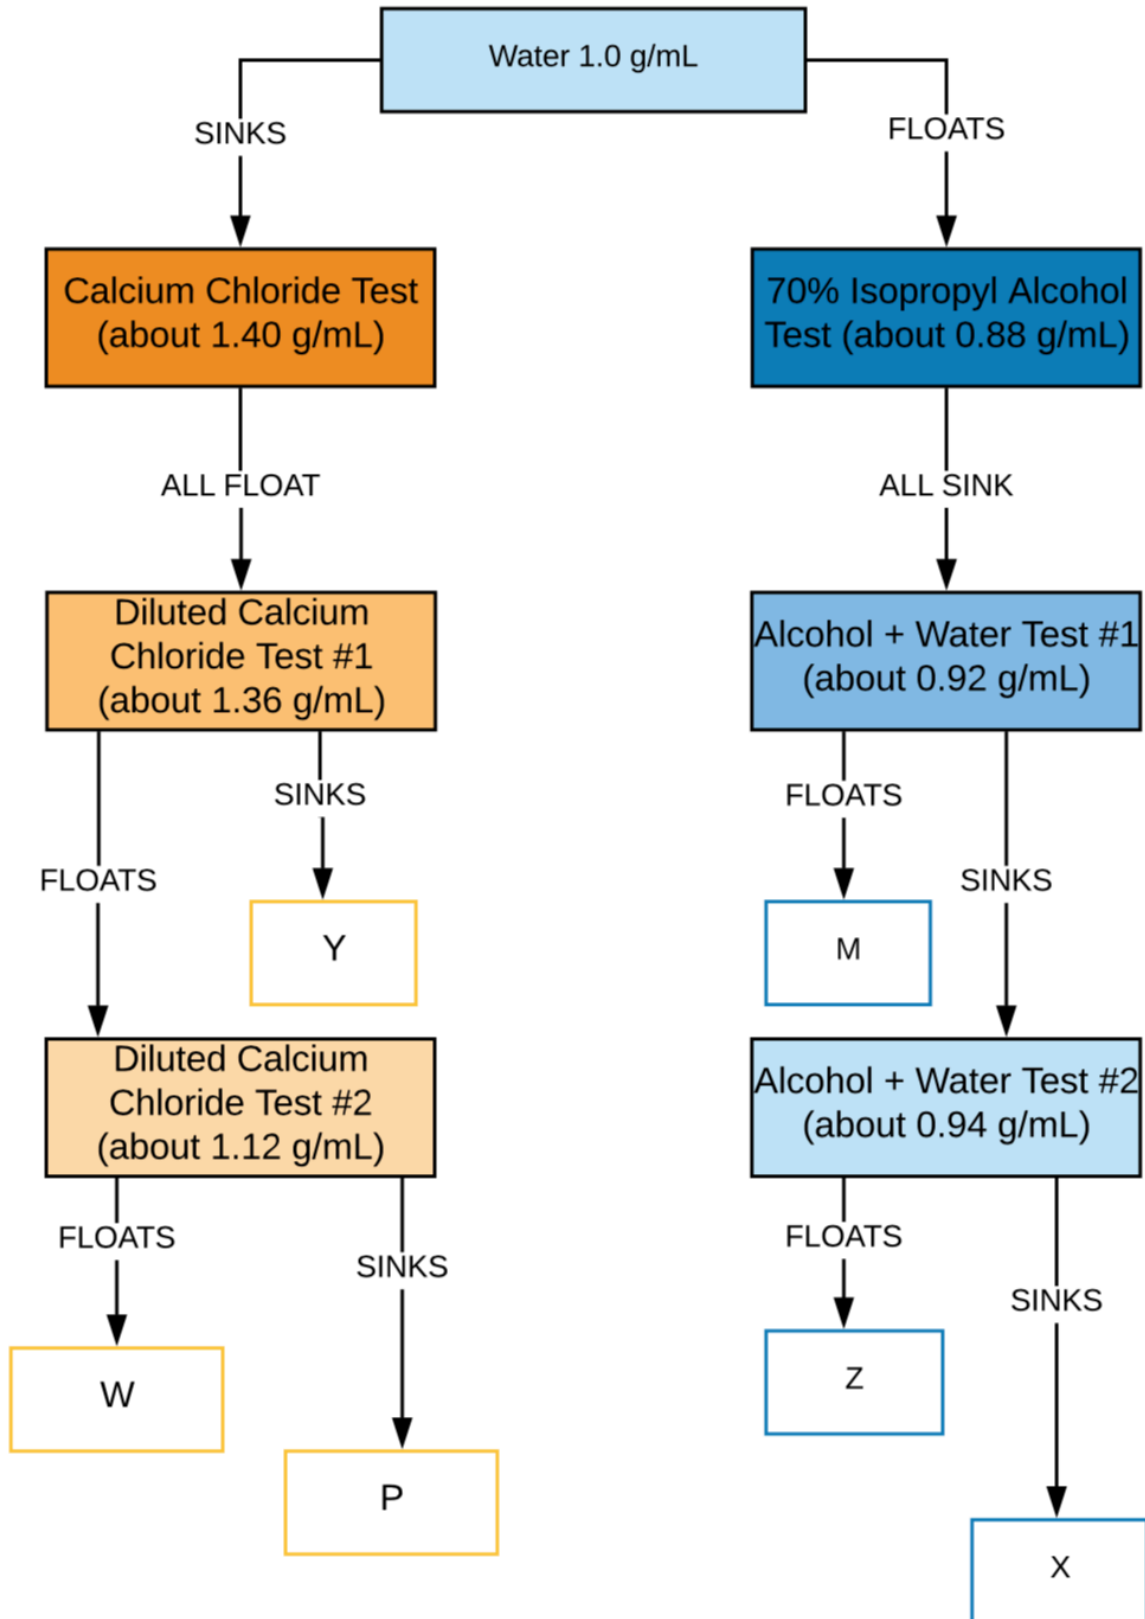 Water 1.0 g/mL
SINKS
FLOATS
Calcium Chloride Test
(about 1.40 g/mL)
70% Isopropyl Alcohol
Test (about 0.88 g/mL)
ALL FLOAT
ALL SINK
Diluted Calcium
Chloride Test #1
(about 1.36 g/mL)
Alcohol + Water Test #1
(about 0.92 g/mL)
SINKS
FLOATS
FLOATS
SINKS
Y
M
Diluted Calcium
Chloride Test #2
(about 1.12 g/mL)
Alcohol + Water Test #2
(about 0.94 g/mL)
FLOATS
SINKS
FLOATS
SINKS
W
P
Z
X